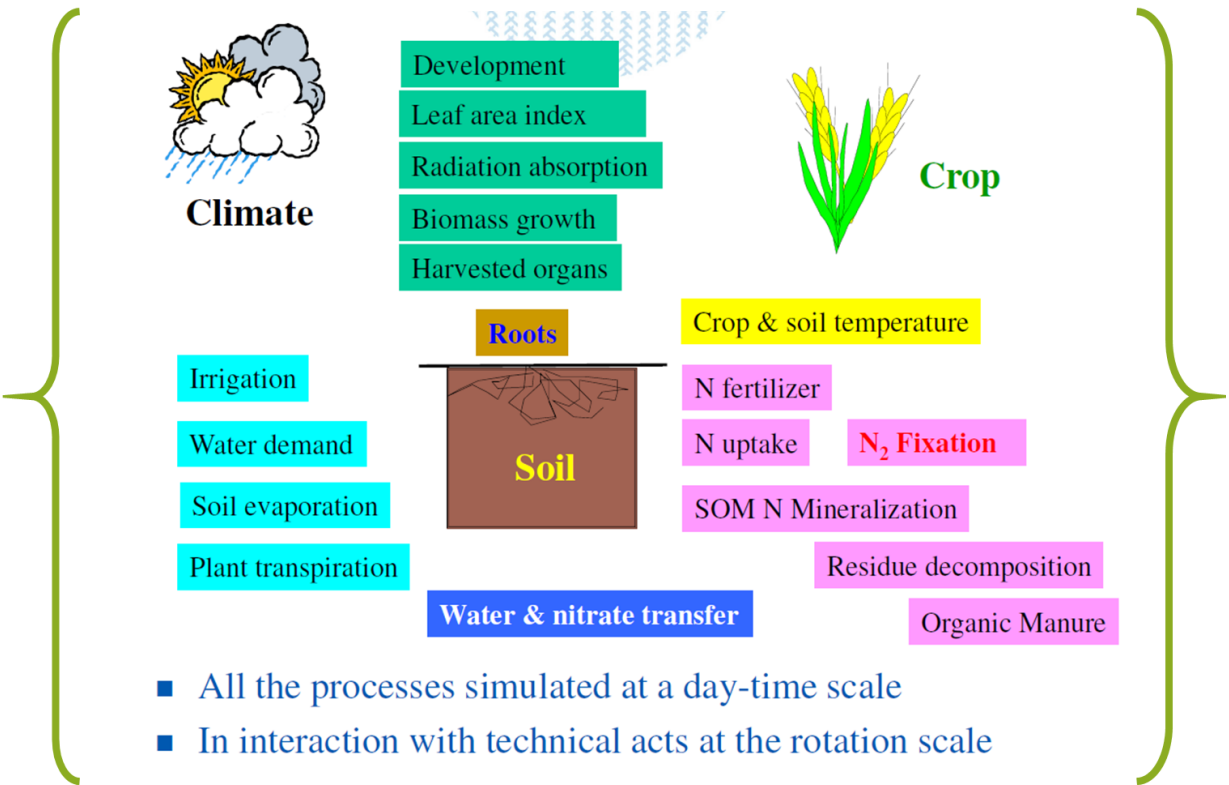 Development
Leaf area index
Radiation absorption
Biomass growth
Harvested organs
Climate
Crop
Roots
Crop & soil temperature
Irrigation
Water demand
Soil evaporation
Plant transpiration
Soil
N fertilizer
N uptake
N₂ Fixation
SOM N Mineralization
Residue decomposition
Organic Manure
Water & nitrate transfer
■ All the processes simulated at a day-time scale
■ In interaction with technical acts at the rotation scale